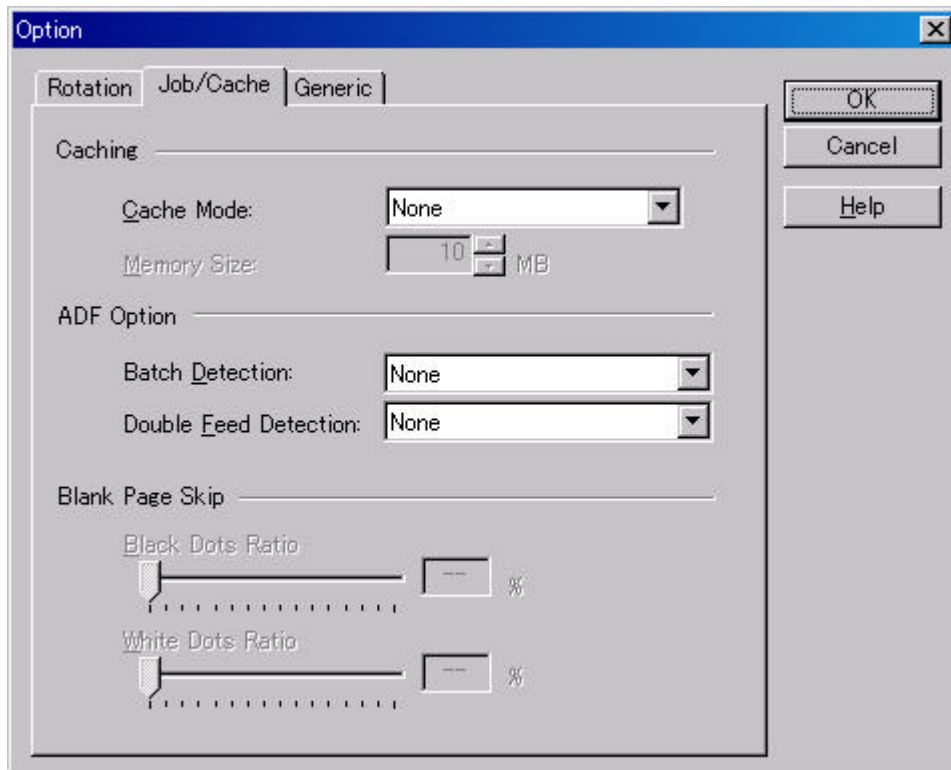 Option
Rotation Job/Cache Generic
OK
Cancel
Help
Caching
Cache Mode: None
Memory Size: 10 MB
ADF Option
Batch Detection: None
Double Feed Detection: None
Blank Page Skip
Black Dots Ratio
-- %
White Dots Ratio
-- %